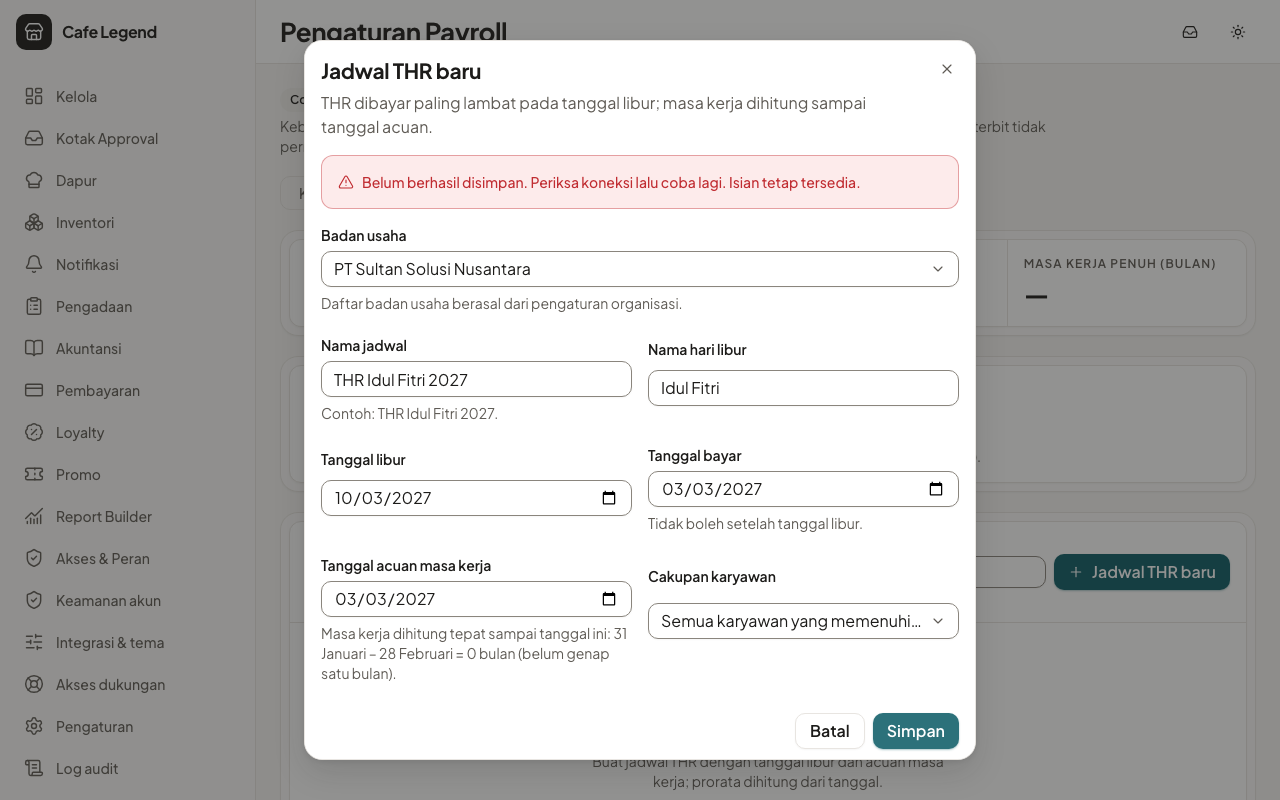 Cafe Legend
Kelola
Kotak Approval
Dapur
Inventori
Notifikasi
Pengadaan
Akuntansi
Pembayaran
Loyalty
Promo
Report Builder
Akses & Peran
Keamanan akun
Integrasi & tema
Akses dukungan
Pengaturan
Log audit
Pengaturan Payroll
terbit tidak
MASA KERJA PENUH (BULAN)
—
+ Jadwal THR baru
Jadwal THR baru
THR dibayar paling lambat pada tanggal libur; masa kerja dihitung sampai
tanggal acuan.
Belum berhasil disimpan. Periksa koneksi lalu coba lagi. Isian tetap tersedia.
Badan usaha
PT Sultan Solusi Nusantara
Daftar badan usaha berasal dari pengaturan organisasi.
Nama jadwal
THR Idul Fitri 2027
Contoh: THR Idul Fitri 2027.
Nama hari libur
Idul Fitri
Tanggal libur
10/03/2027
Tanggal bayar
03/03/2027
Tidak boleh setelah tanggal libur.
Tanggal acuan masa kerja
03/03/2027
Masa kerja dihitung tepat sampai tanggal ini: 31
Januari – 28 Februari = 0 bulan (belum genap
satu bulan).
Cakupan karyawan
Semua karyawan yang memenuhi...
Batal
Simpan
Buat jadwal THR dengan tanggal libur dan acuan masa
kerja; prorata dihitung dari tanggal.